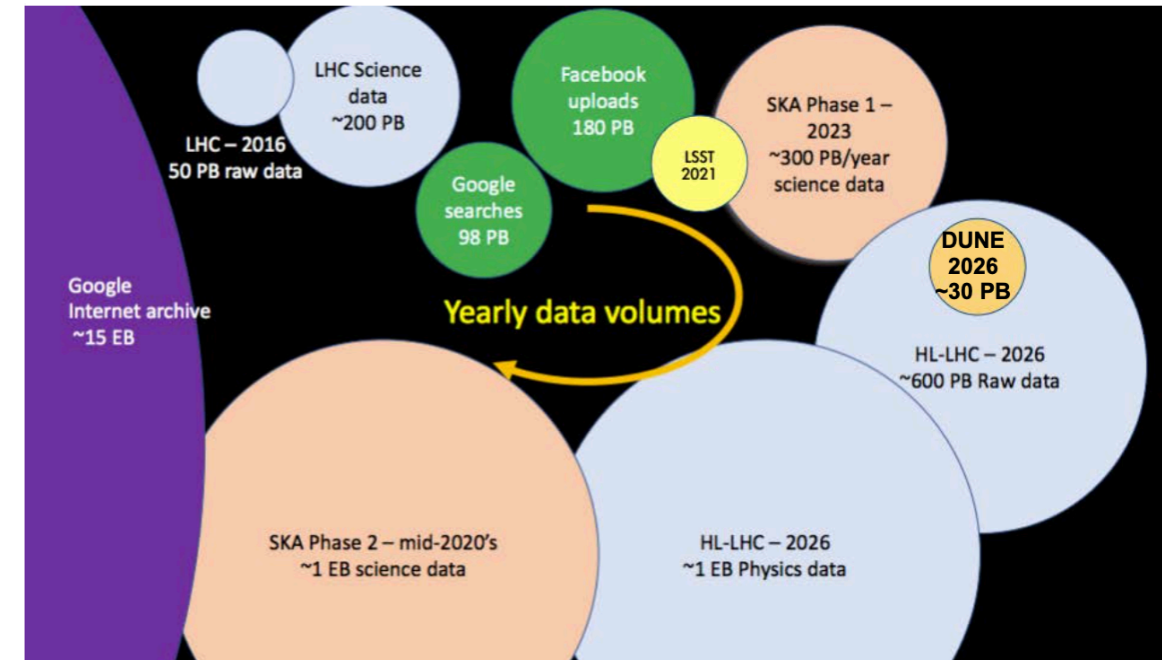 LHC Science
data
~200 PB
LHC – 2016
50 PB raw data
Facebook
uploads
180 PB
LSST
2021
SKA Phase 1 –
2023
~300 PB/year
science data
Google
searches
98 PB
DUNE
2026
~30 PB
Google
Internet archive
~15 EB
Yearly data volumes
HL-LHC – 2026
~600 PB Raw data
SKA Phase 2 – mid-2020's
~1 EB science data
HL-LHC – 2026
~1 EB Physics data